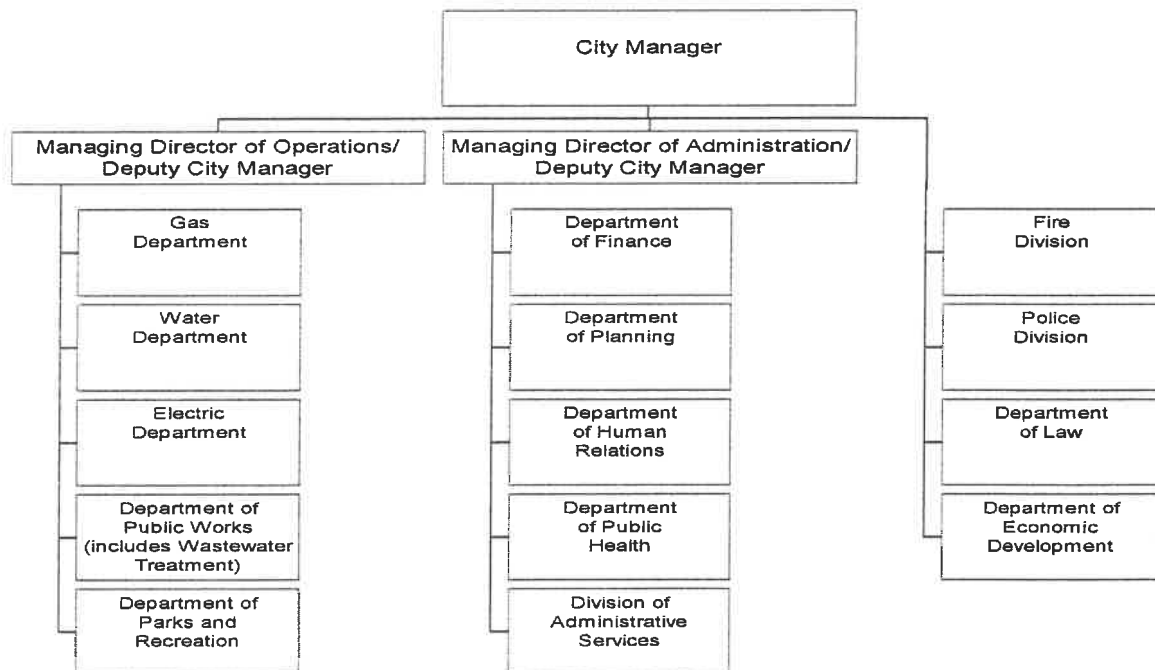 City Manager
Managing Director of Operations/
Deputy City Manager
Managing Director of Administration/
Deputy City Manager
Gas
Department
Water
Department
Electric
Department
Department of
Public Works
(includes Wastewater
Treatment)
Department of
Parks and
Recreation
Department
of Finance
Department
of Planning
Department
of Human
Relations
Department
of Public
Health
Division of
Administrative
Services
Fire
Division
Police
Division
Department
of Law
Department of
Economic
Development